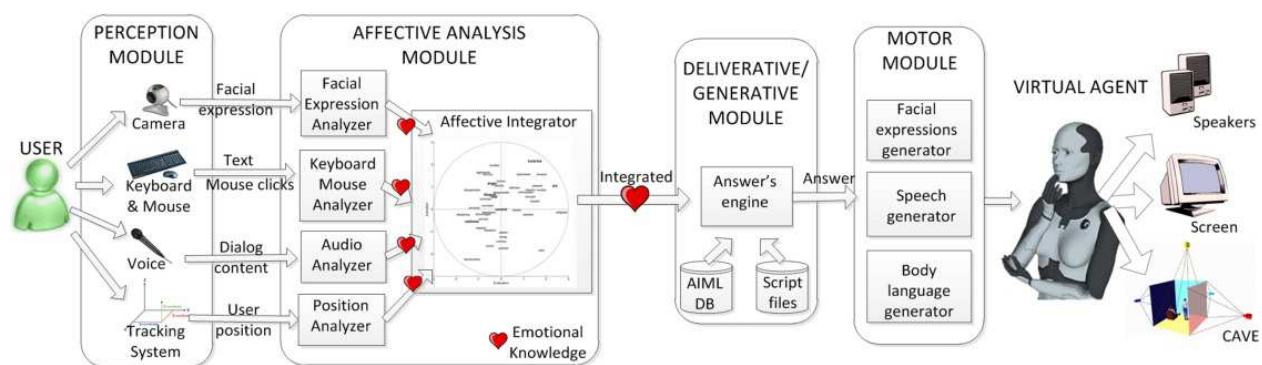 PERCEPTION
MODULE
USER
Camera
Keyboard
& Mouse
Voice
Tracking
System
Facial
expression
Text
Mouse clicks
Dialog
content
User
position
AFFECTIVE ANALYSIS
MODULE
Facial
Expression
Analyzer
Keyboard
Mouse
Analyzer
Audio
Analyzer
Position
Analyzer
Affective Integrator
Emotional
Knowledge
Integrated
DELIVERATIVE/
GENERATIVE
MODULE
Answer's
engine
AIML
DB
Script
files
Answer
MOTOR
MODULE
Facial
expressions
generator
Speech
generator
Body
language
generator
VIRTUAL AGENT
Speakers
Screen
CAVE